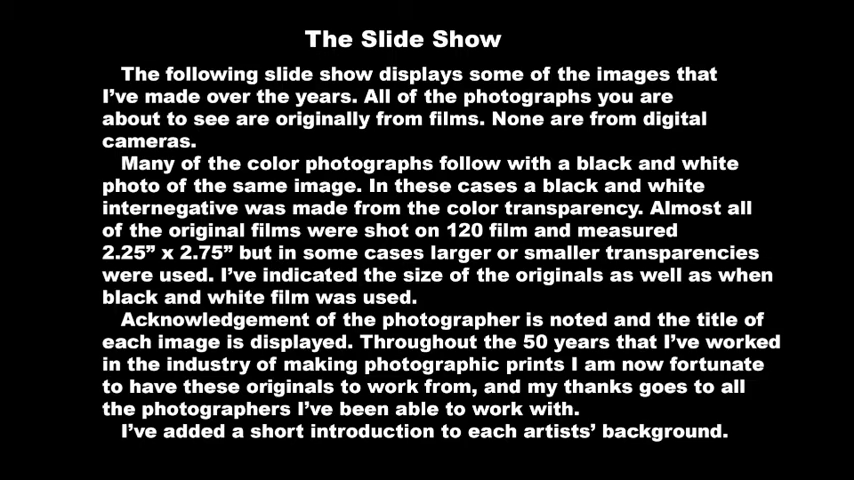 The Slide Show
The following slide show displays some of the images that
I’ve made over the years. All of the photographs you are
about to see are originally from films. None are from digital
cameras.
Many of the color photographs follow with a black and white
photo of the same image. In these cases a black and white
internegative was made from the color transparency. Almost all
of the original films were shot on 120 film and measured
2.25” x 2.75” but in some cases larger or smaller transparencies
were used. I’ve indicated the size of the originals as well as when
black and white film was used.
Acknowledgement of the photographer is noted and the title of
each image is displayed. Throughout the 50 years that I’ve worked
in the industry of making photographic prints I am now fortunate
to have these originals to work from, and my thanks goes to all
the photographers I’ve been able to work with.
I’ve added a short introduction to each artists’ background.